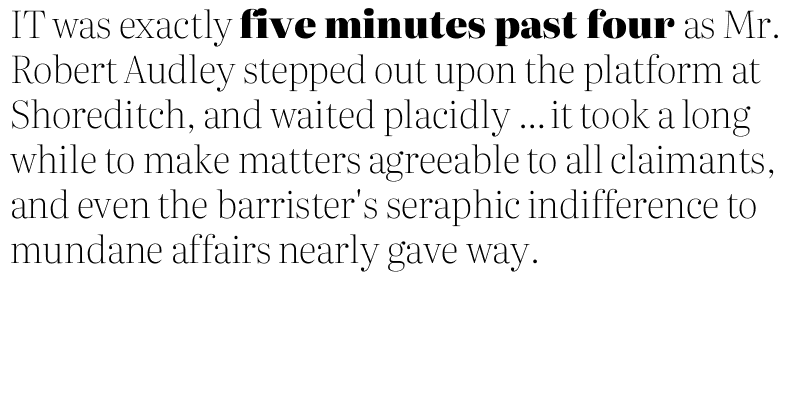 IT was exactly five minutes past four as Mr.
Robert Audley stepped out upon the platform at
Shoreditch, and waited placidly ... it took a long
while to make matters agreeable to all claimants,
and even the barrister's seraphic indifference to
mundane affairs nearly gave way.